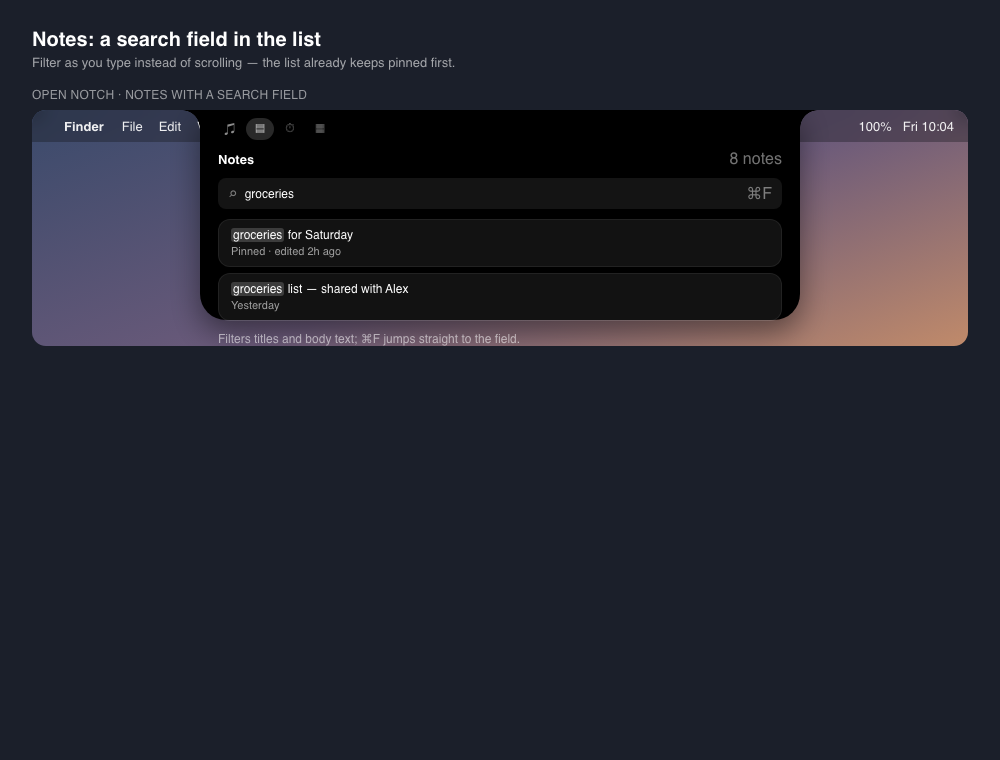 Notes: a search field in the list
Filter as you type instead of scrolling — the list already keeps pinned first.
OPEN NOTCH · NOTES WITH A SEARCH FIELD
Finder File Edit 100% Fri 10:04
Notes 8 notes
groceries ⌘F
groceries for Saturday
Pinned · edited 2h ago
groceries list — shared with Alex
Yesterday
Filters titles and body text; ⌘F jumps straight to the field.